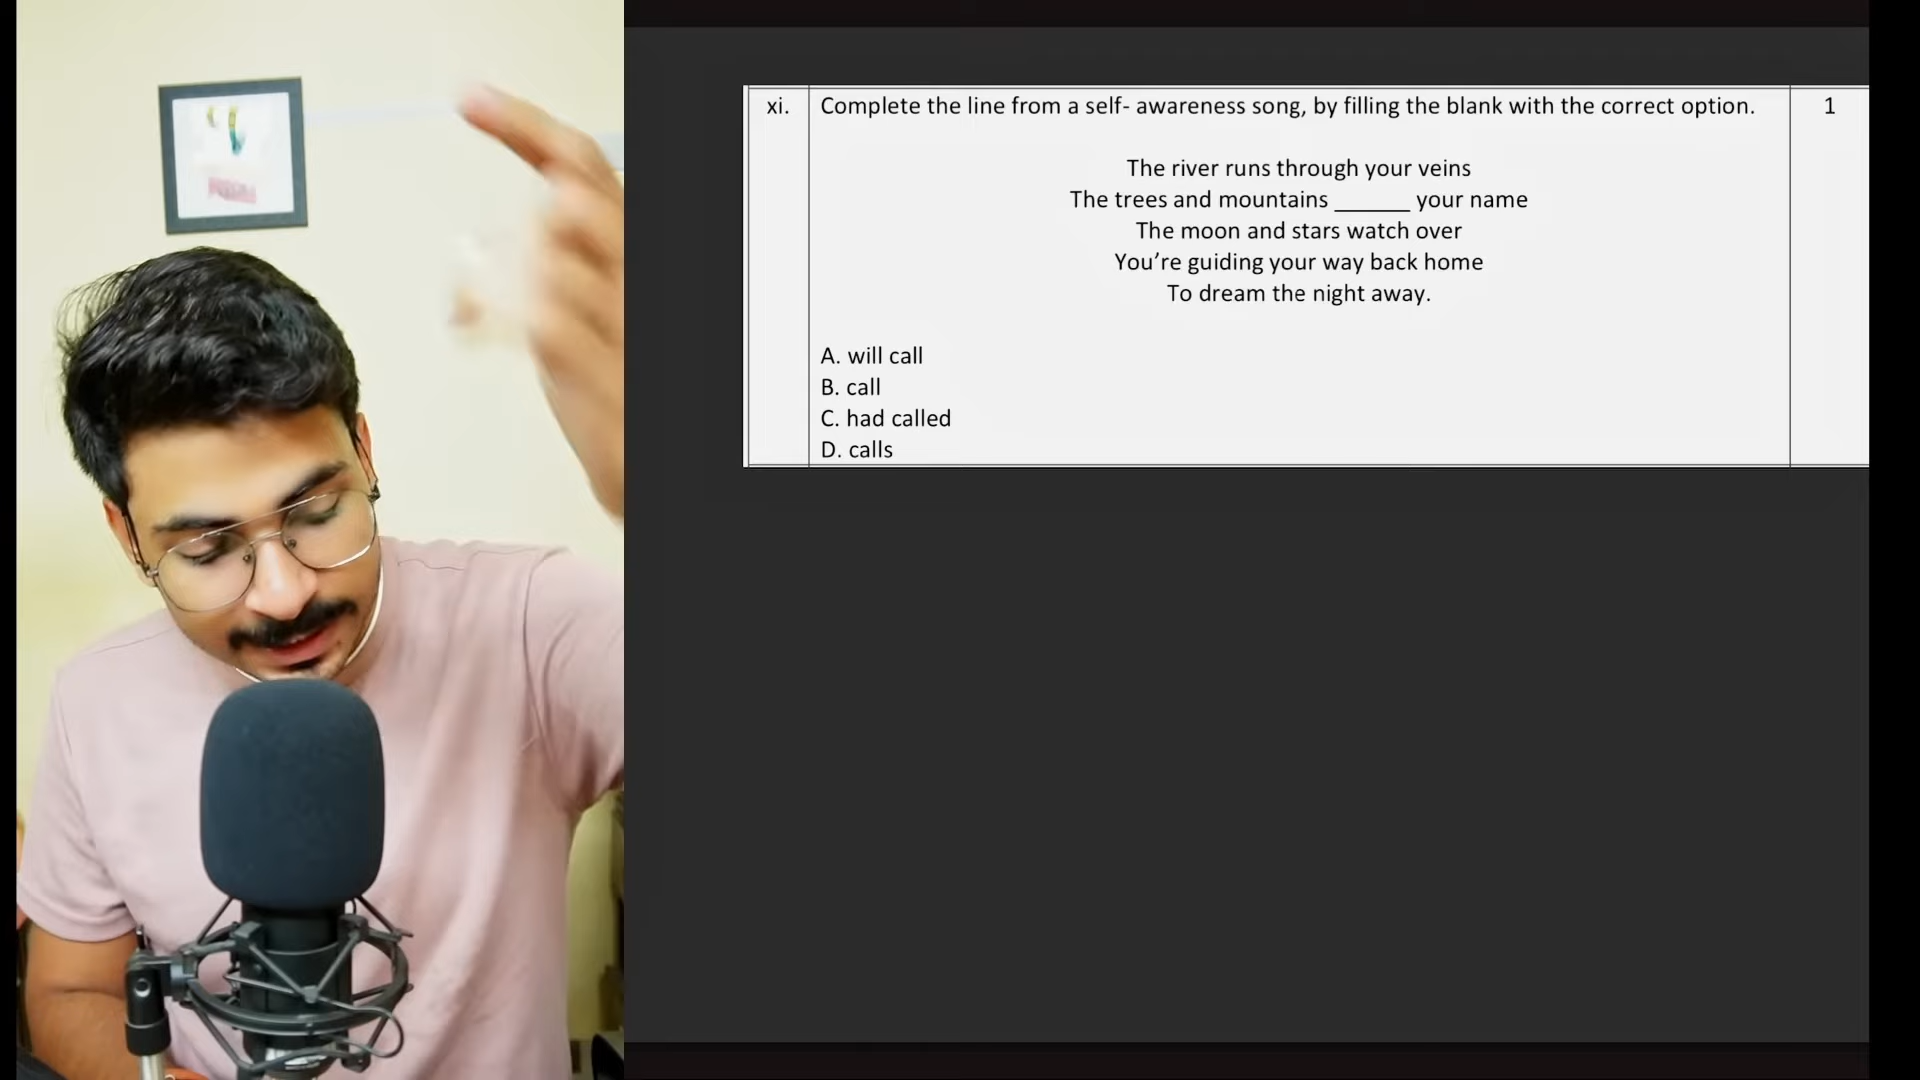 xi. Complete the line from a self- awareness song, by filling the blank with the correct option. 1
The river runs through your veins
The trees and mountains ______ your name
The moon and stars watch over
You’re guiding your way back home
To dream the night away.
A. will call
B. call
C. had called
D. calls